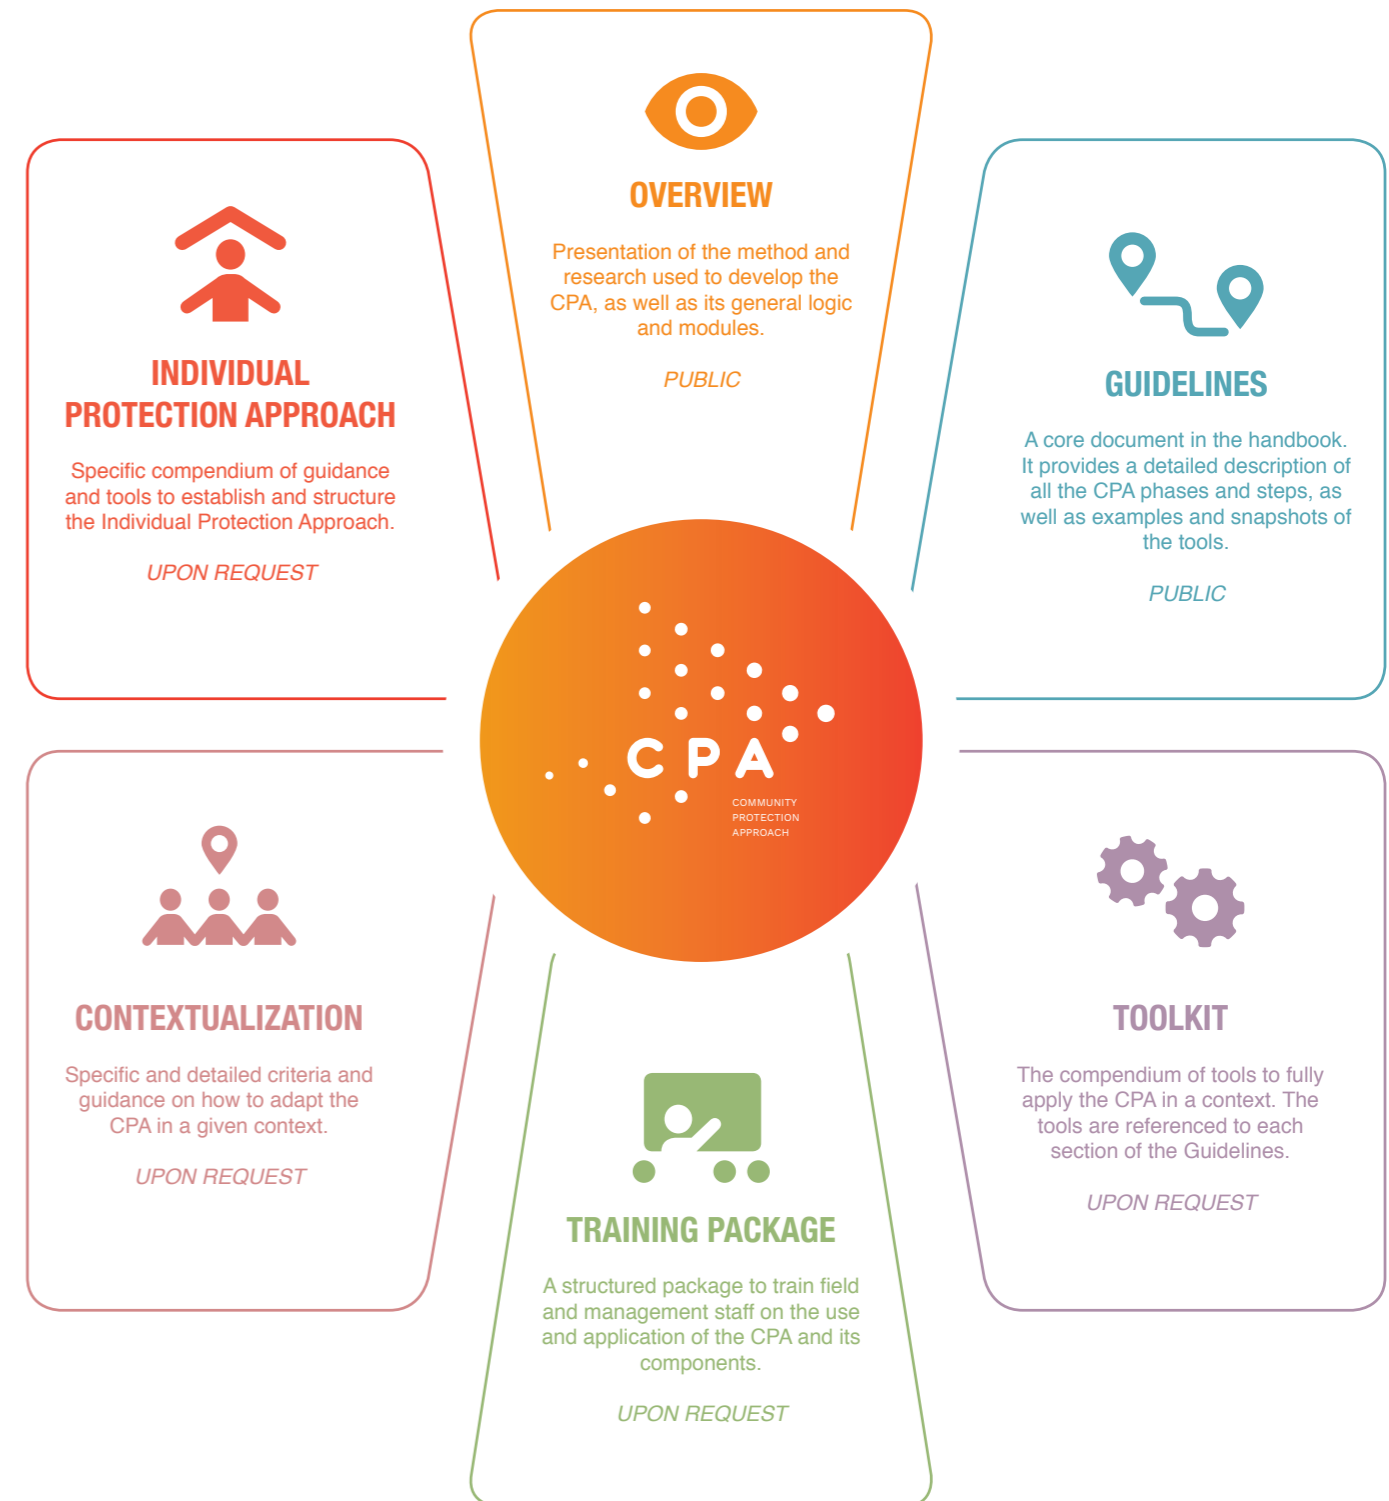 OVERVIEW
Presentation of the method and
research used to develop the
CPA, as well as its general logic
and modules.
PUBLIC
INDIVIDUAL
PROTECTION APPROACH
Specific compendium of guidance
and tools to establish and structure
the Individual Protection Approach.
UPON REQUEST
GUIDELINES
A core document in the handbook.
It provides a detailed description of
all the CPA phases and steps, as
well as examples and snapshots of
the tools.
PUBLIC
CPA
COMMUNITY
PROTECTION
APPROACH
CONTEXTUALIZATION
Specific and detailed criteria and
guidance on how to adapt the
CPA in a given context.
UPON REQUEST
TOOLKIT
The compendium of tools to fully
apply the CPA in a context. The
tools are referenced to each
section of the Guidelines.
UPON REQUEST
TRAINING PACKAGE
A structured package to train field
and management staff on the use
and application of the CPA and its
components.
UPON REQUEST